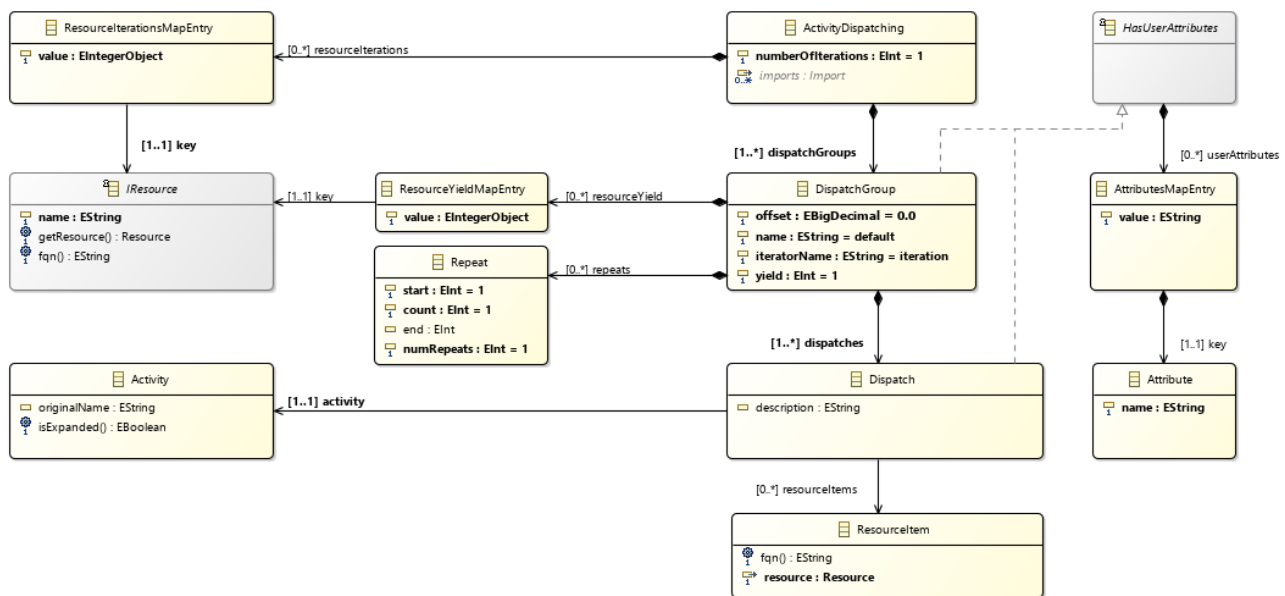 ResourceIterationsMapEntry
value : EIntegerObject
[0..*] resourceIterations
ActivityDispatching
numberOfIterations : EInt = 1
0..* imports : Import
HasUserAttributes
[1..1] key
[1..*] dispatchGroups
[0..*] userAttributes
IResource
name : EString
getResource() : Resource
fqn() : EString
[1..1] key
ResourceYieldMapEntry
value : EIntegerObject
[0..*] resourceYield
DispatchGroup
offset : EBigDecimal = 0.0
name : EString = default
iteratorName : EString = iteration
yield : EInt = 1
AttributesMapEntry
value : EString
Repeat
start : EInt = 1
count : EInt = 1
end : EInt
numRepeats : EInt = 1
[0..*] repeats
[1..*] dispatches
[1..1] key
Activity
originalName : EString
isExpanded() : EBoolean
[1..1] activity
Dispatch
description : EString
Attribute
name : EString
[0..*] resourceItems
ResourceItem
fqn() : EString
resource : Resource